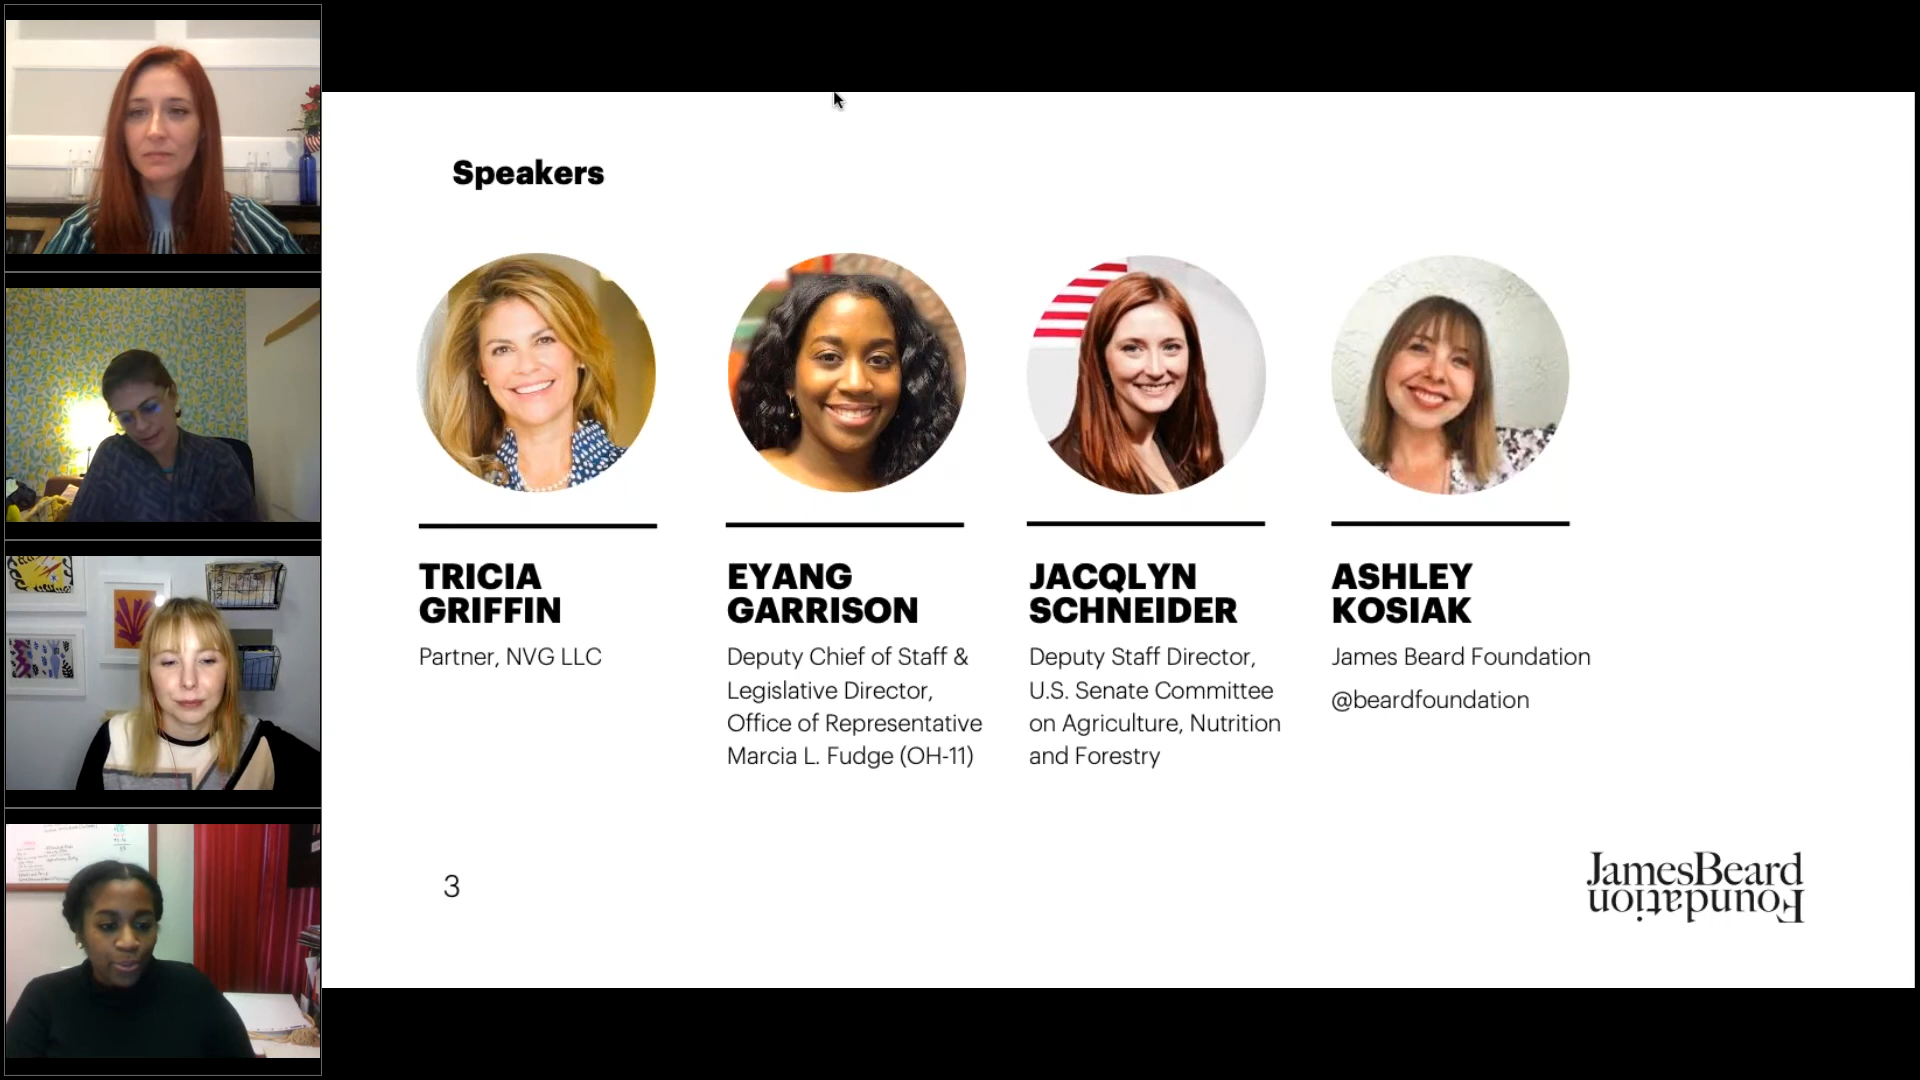 Speakers
TRICIA
GRIFFIN
Partner, NVG LLC
EYANG
GARRISON
Deputy Chief of Staff &
Legislative Director,
Office of Representative
Marcia L. Fudge (OH-11)
JACQLYN
SCHNEIDER
Deputy Staff Director,
U.S. Senate Committee
on Agriculture, Nutrition
and Forestry
ASHLEY
KOSIAK
James Beard Foundation
@beardfoundation
3
JamesBeard
Foundation